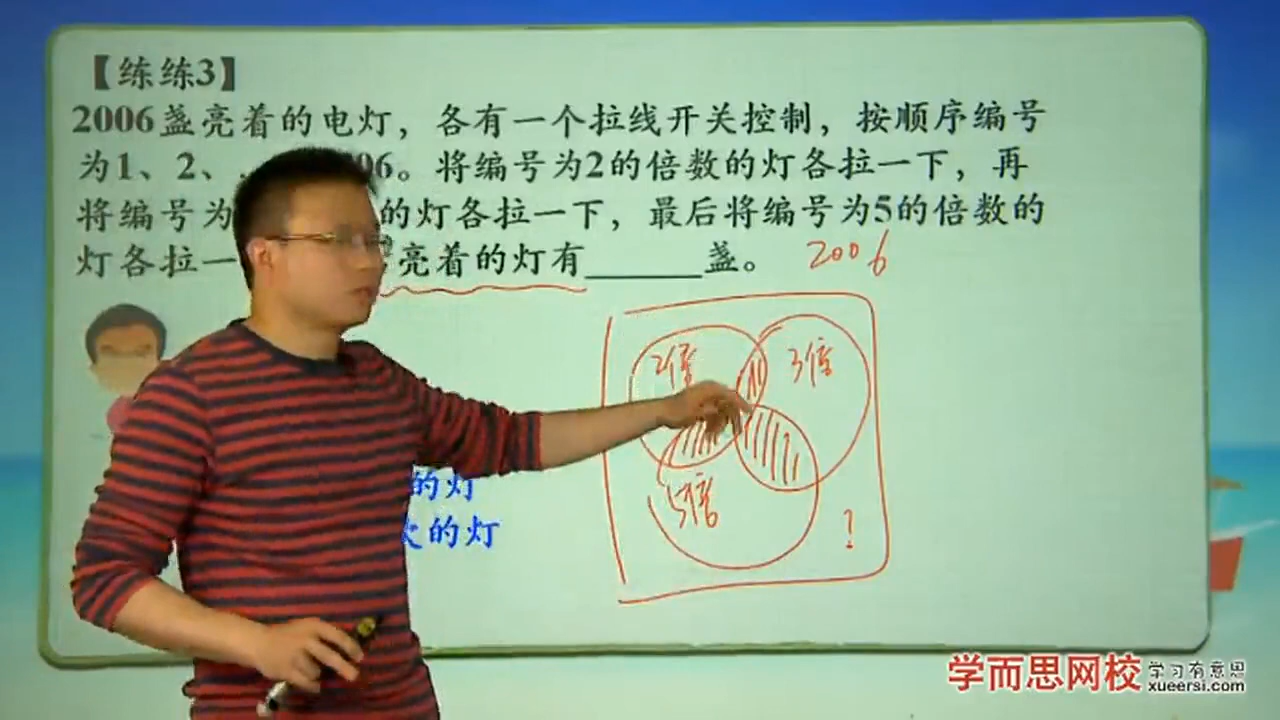 【练练3】
2006盏亮着的电灯，各有一个拉线开关控制，按顺序编号
为1、2、 06。将编号为2的倍数的灯各拉一下，再
将编号为 的灯各拉一下，最后将编号为5的倍数的
灯各拉一 亮着的灯有______盏。 2006
2倍 3倍
的灯
5倍
火的灯
?
学而思网校 学习有意思
xueersi.com